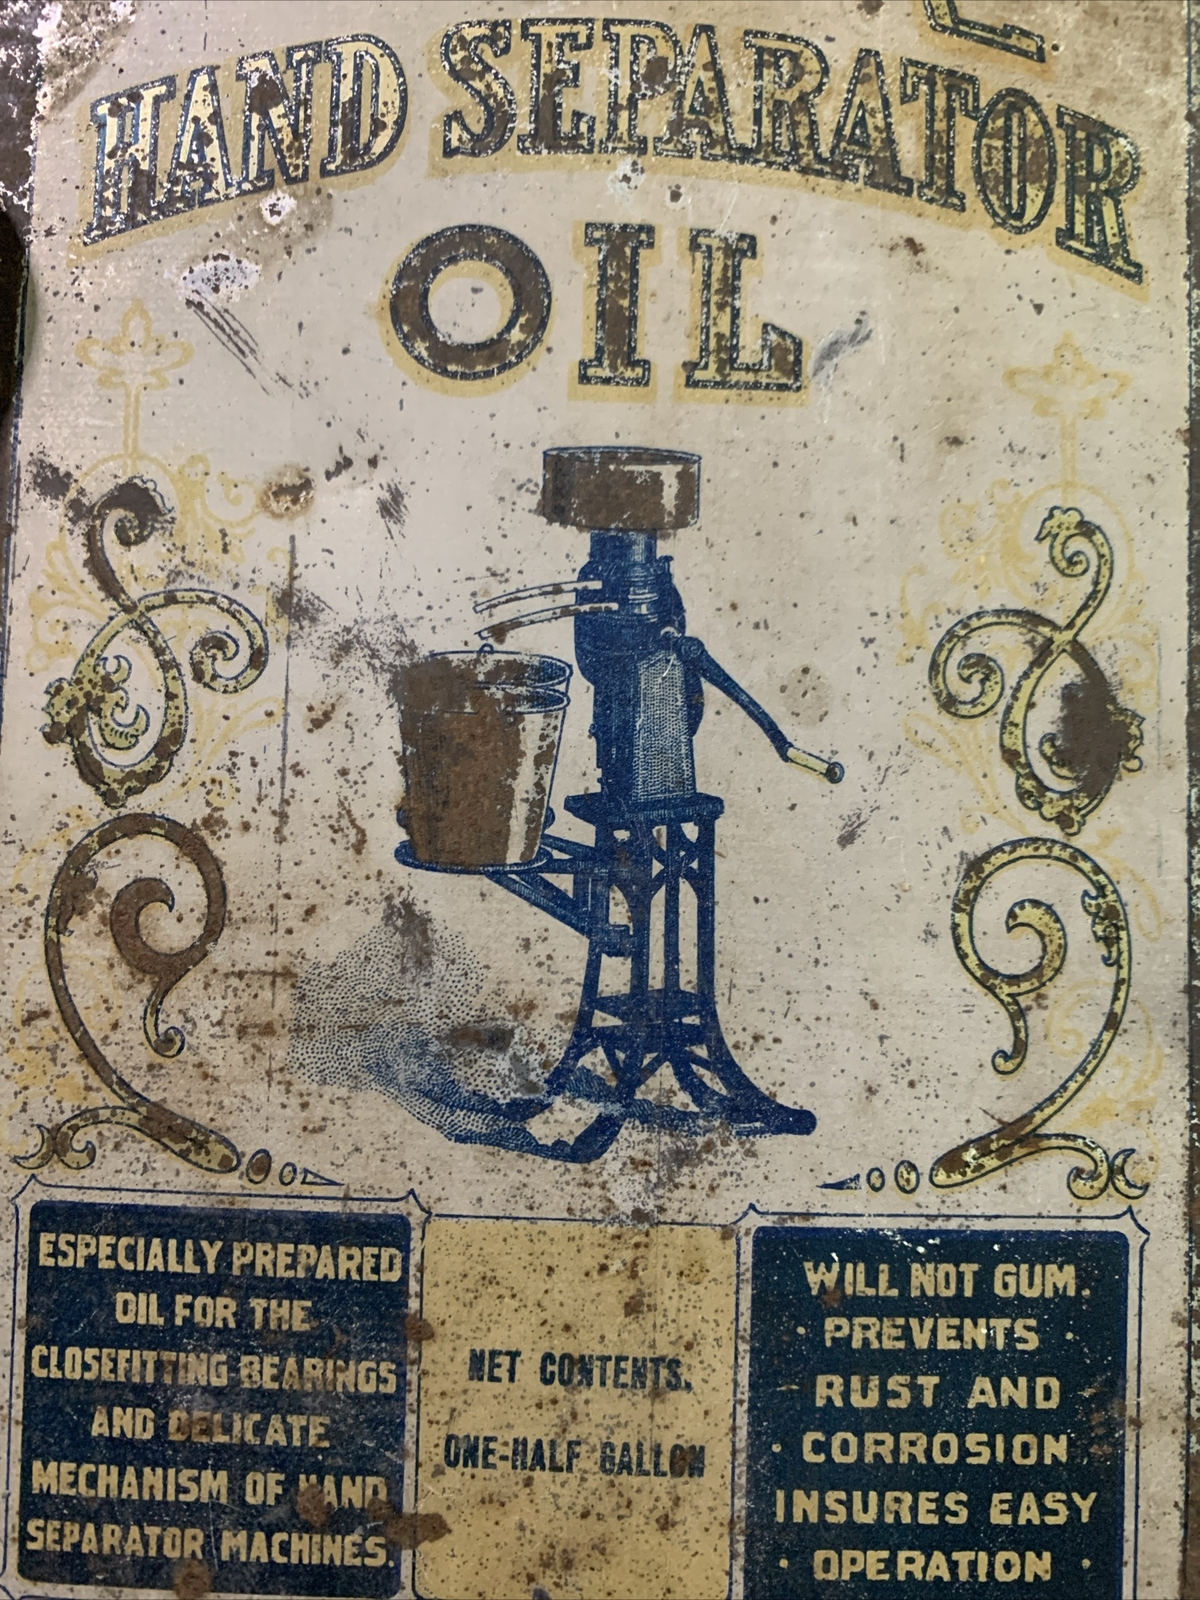 HAND SEPARATOR
OIL
ESPECIALLY PREPARED
OIL FOR THE
CLOSEFITTING BEARINGS
AND DELICATE
MECHANISM OF HAND
SEPARATOR MACHINES.
NET CONTENTS.
ONE-HALF GALLON
WILL NOT GUM.
· PREVENTS ·
RUST AND
· CORROSION
INSURES EASY
· OPERATION ·